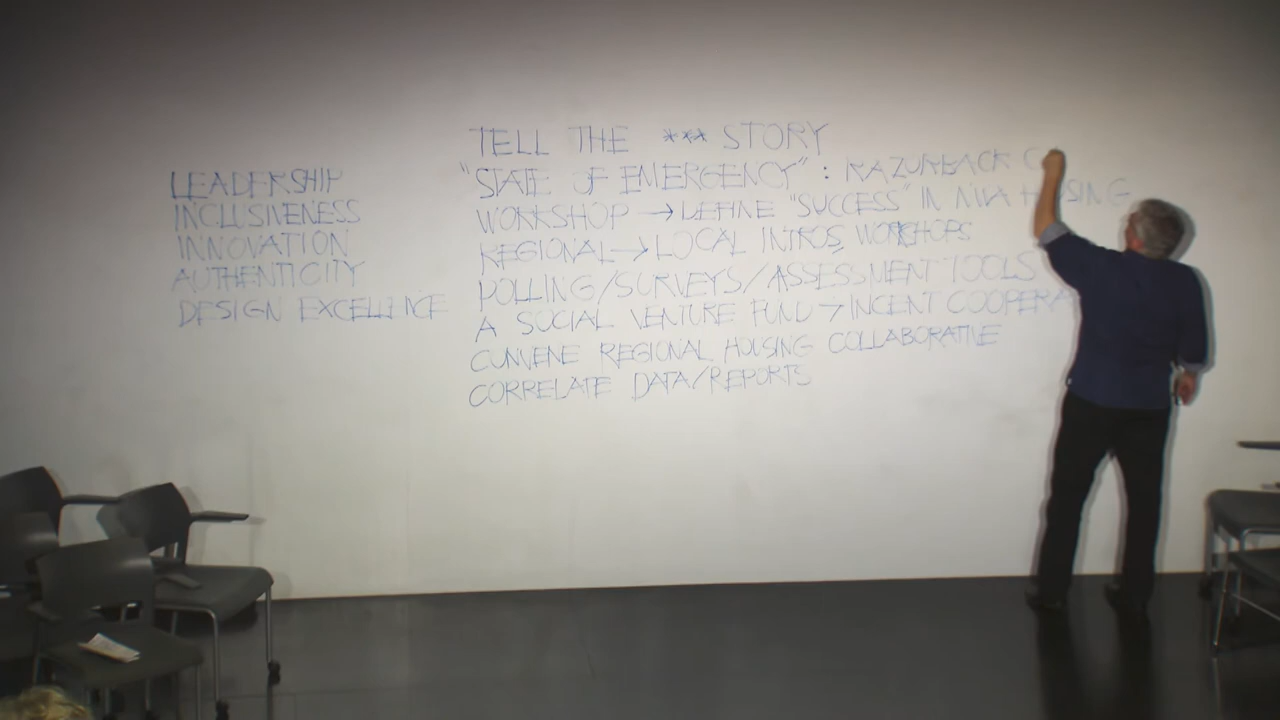 LEADERSHIP
INCLUSIVENESS
INNOVATION
AUTHENTICITY
DESIGN EXCELLENCE
TELL THE *** STORY
"STATE OF EMERGENCY" : RAZORBACK C
WORKSHOP → DEFINE "SUCCESS" IN NWA HOUSING
REGIONAL → LOCAL INTROS, WORKSHOPS
POLLING/SURVEYS/ASSESSMENT TOOLS
A SOCIAL VENTURE FUND → INCENT COOPERA
CONVENE REGIONAL HOUSING COLLABORATIVE
CORRELATE DATA/REPORTS